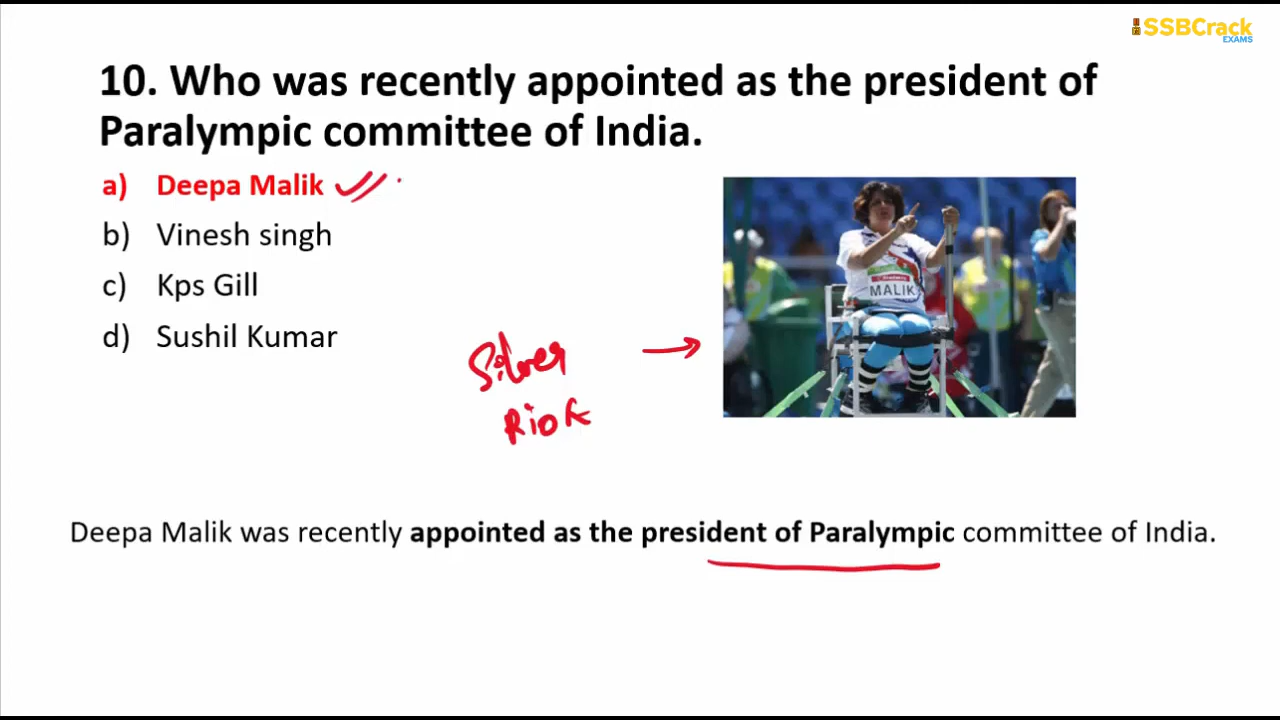 SSBCrack
EXAMS
10. Who was recently appointed as the president of
Paralympic committee of India.
a) Deepa Malik
b) Vinesh singh
c) Kps Gill
d) Sushil Kumar
MALIK
Silver
Deepa Malik was recently appointed as the president of Paralympic committee of India.